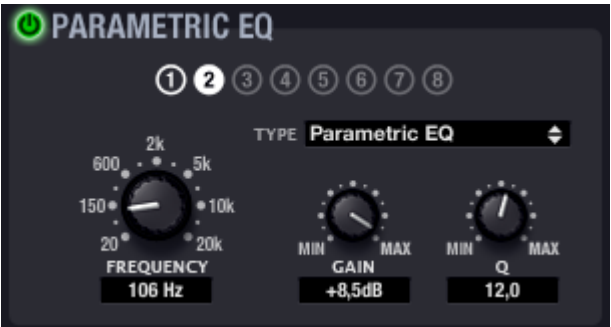 PARAMETRIC EQ
1 2 3 4 5 6 7 8
TYPE Parametric EQ
2k
600 5k
150 10k
20 20k
MIN MAX MIN MAX
FREQUENCY GAIN Q
106 Hz +8,5dB 12,0